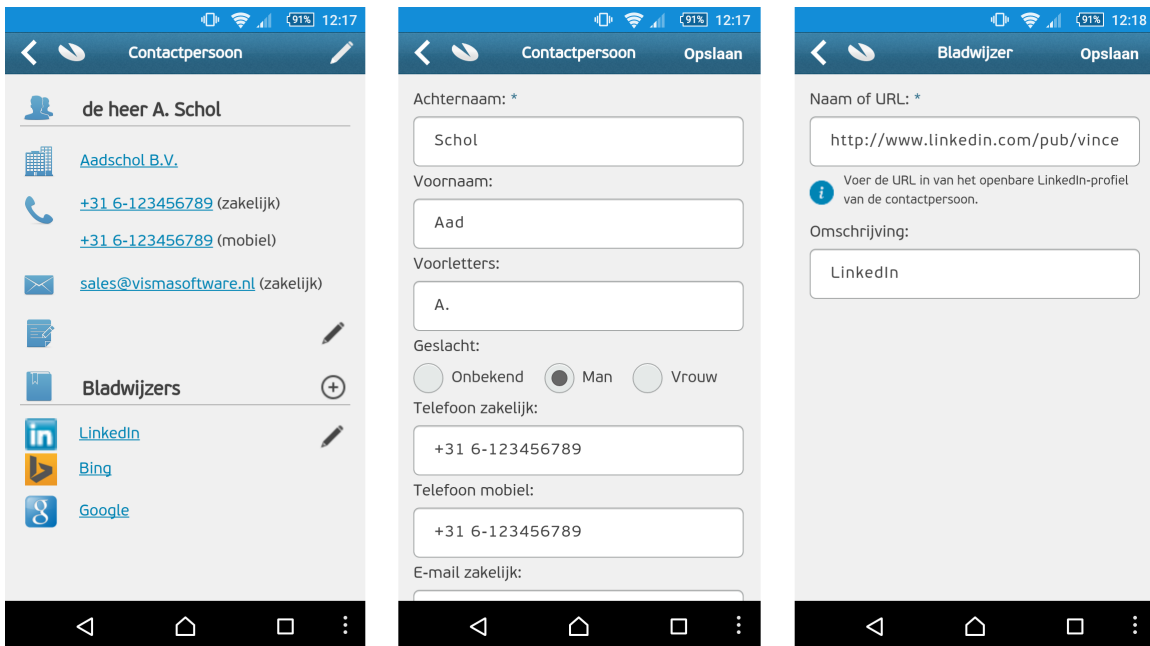 91% 12:17
Contactpersoon
de heer A. Schol
Aadschol B.V.
+31 6-123456789 (zakelijk)
+31 6-123456789 (mobiel)
sales@vismasoftware.nl (zakelijk)
Bladwijzers
LinkedIn
Bing
Google
91% 12:17
Contactpersoon Opslaan
Achternaam: *
Schol
Voornaam:
Aad
Voorletters:
A.
Geslacht:
Onbekend Man Vrouw
Telefoon zakelijk:
+31 6-123456789
Telefoon mobiel:
+31 6-123456789
E-mail zakelijk:
91% 12:18
Bladwijzer Opslaan
Naam of URL: *
http://www.linkedin.com/pub/vince
Voer de URL in van het openbare LinkedIn-profiel
van de contactpersoon.
Omschrijving:
LinkedIn